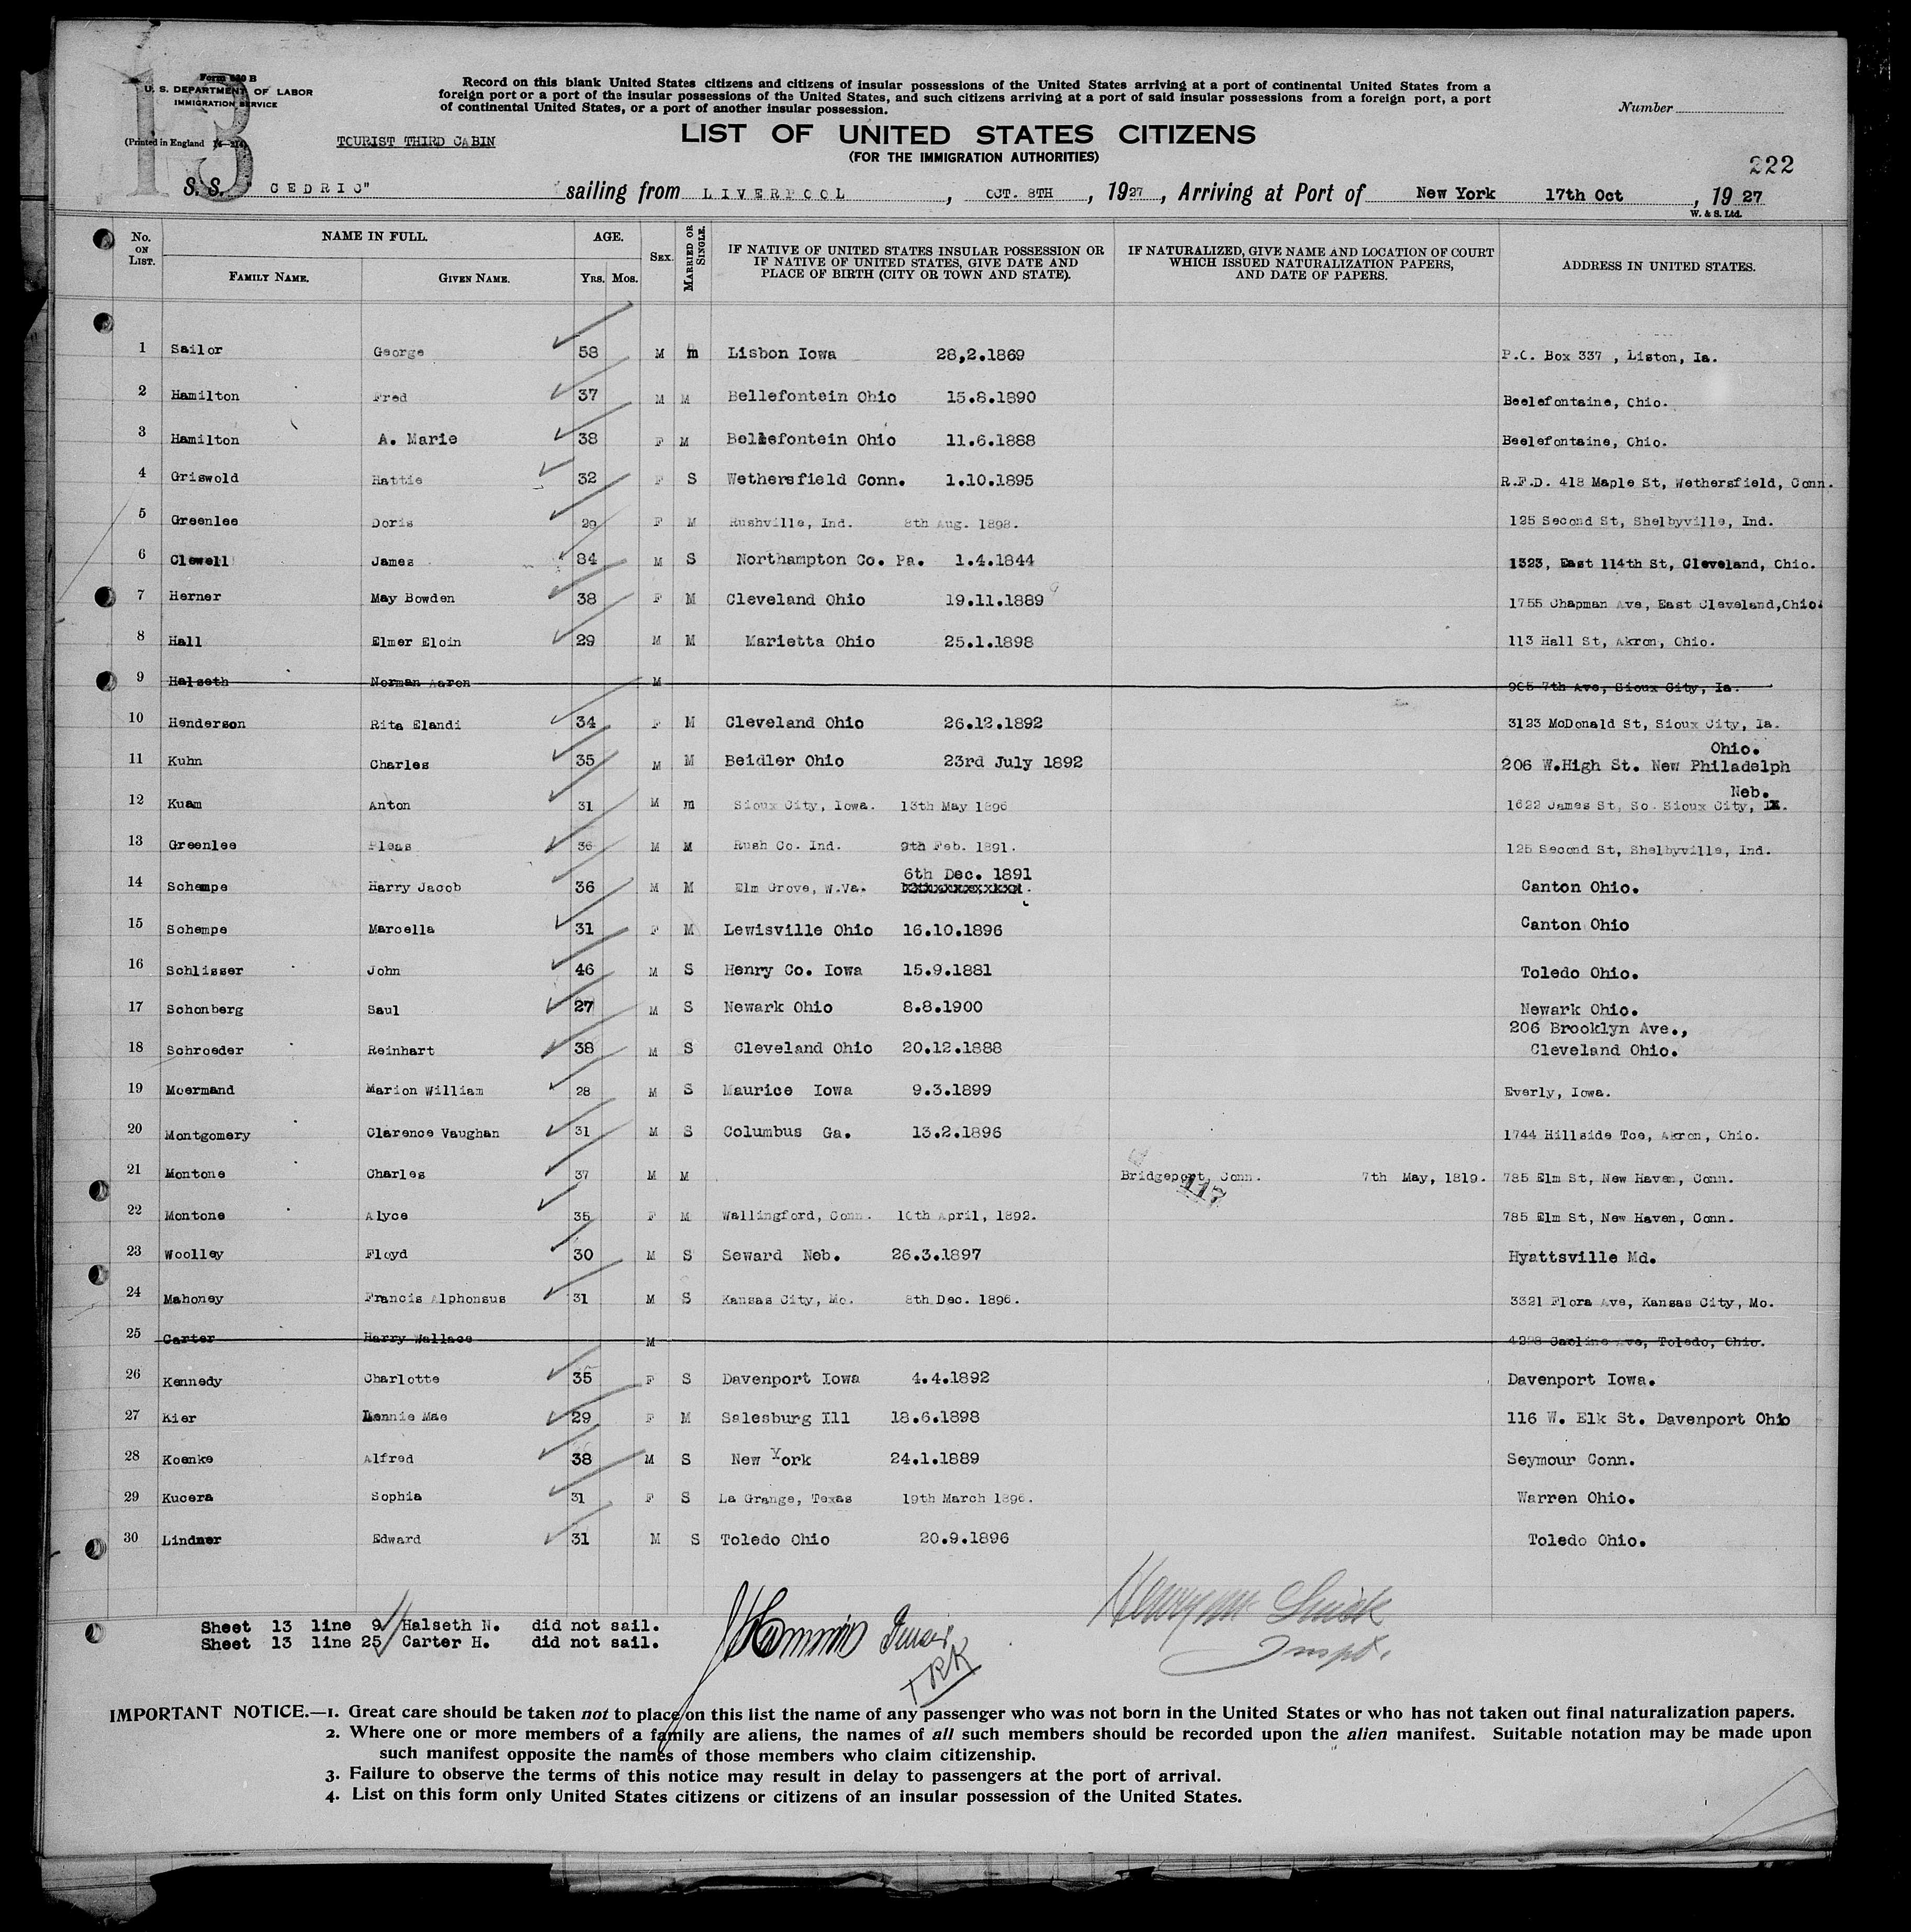 13
Form 630 B
U. S. DEPARTMENT OF LABOR
IMMIGRATION SERVICE
(Printed in England
TOURIST THIRD CABIN
Record on this blank United States citizens and citizens of insular possessions of the United States arriving at a port of continental United States from a
foreign port or a port of the insular possessions of the United States, and such citizens arriving at a port of said insular possessions from a foreign port, a port
of continental United States, or a port of another insular possession.
Number
LIST OF UNITED STATES CITIZENS
(FOR THE IMMIGRATION AUTHORITIES)
222
S. S. " CEDRIC" sailing from LIVERPOOL, OCT. 8TH, 1927, Arriving at Port of New York 17th Oct, 1927
W. & S. Ltd.
No. ON LIST. NAME IN FULL. AGE. SEX. MARRIED OR SINGLE. IF NATIVE OF UNITED STATES INSULAR POSSESSION OR IF NATIVE OF UNITED STATES, GIVE DATE AND PLACE OF BIRTH (CITY OR TOWN AND STATE). IF NATURALIZED, GIVE NAME AND LOCATION OF COURT WHICH ISSUED NATURALIZATION PAPERS, AND DATE OF PAPERS. ADDRESS IN UNITED STATES.
FAMILY NAME. GIVEN NAME. YRS. MOS.
1 Sailor George 58 M m Lisbon Iowa 28,2.1869 P.O. Box 337 , Liston, Ia.
2 Hamilton Fred 37 M M Bellefontein Ohio 15.8.1890 Beelefontaine, Ohio.
3 Hamilton A. Marie 38 F M Bellefontein Ohio 11.6.1888 Beelefontaine, Ohio.
4 Griswold Hattie 32 F S Wethersfield Conn. 1.10.1895 R.F.D. 418 Maple St, Wethersfield, Conn.
5 Greenlee Doris 29 F M Rushville, Ind. 8th Aug. 1898. 125 Second St, Shelbyville, Ind.
6 Clewell James 84 M S Northampton Co. Pa. 1.4.1844 1323, East 114th St, Cleveland, Ohio.
7 Herner May Bowden 38 F M Cleveland Ohio 19.11.1889 1755 Chapman Ave, East Cleveland,Ohio.
8 Hall Elmer Eloin 29 M M Marietta Ohio 25.1.1898 113 Hall St, Akron, Ohio.
9 Halseth Norman Aaron M 905 7th Ave, Sioux City, Ia.
10 Henderson Rita Elandi 34 F M Cleveland Ohio 26.12.1892 3123 McDonald St, Sioux City, Ia.
Ohio.
11 Kuhn Charles 35 M M Beidler Ohio 23rd July 1892 206 W.High St. New Philadelph
Neb.
12 Kuam Anton 31 M m Sioux City, Iowa. 13th May 1896 1622 James St, So. Sioux City,
13 Greenlee Pleas 36 M M Rush Co. Ind. 9th Feb. 1891. 125 Second St, Shelbyville, Ind.
6th Dec. 1891
14 Schempe Harry Jacob 36 M M Elm Grove, W.Va. Canton Ohio.
15 Schempe Marcella 31 F M Lewisville Ohio 16.10.1896 Canton Ohio
16 Schlisser John 46 M S Henry Co. Iowa 15.9.1881 Toledo Ohio.
17 Schonberg Saul 27 M S Newark Ohio 8.8.1900 Newark Ohio.
206 Brooklyn Ave.,
18 Schroeder Reinhart 38 M S Cleveland Ohio 20.12.1888 Cleveland Ohio.
19 Moermand Marion William 28 M S Maurice Iowa 9.3.1899 Everly, Iowa.
20 Montgomery Clarence Vaughan 31 M S Columbus Ga. 13.2.1896 1744 Hillside Tce, Akron, Ohio.
21 Montone Charles 37 M M Bridgeport, Conn. 7th May, 1819. 785 Elm St, New Haven, Conn.
117
22 Montone Alyce 35 F M Wallingford, Conn. 10th April, 1892. 785 Elm St, New Haven, Conn.
23 Woolley Floyd 30 M S Seward Neb. 26.3.1897 Hyattsville Md.
24 Mahoney Francis Alphonsus 31 M S Kansas City, Mo. 8th Dec. 1896. 3321 Flora Ave, Kansas City, Mo.
25 Carter Harry Wallace M Caroline Ave, Toledo, Ohio.
26 Kennedy Charlotte 35 F S Davenport Iowa 4.4.1892 Davenport Iowa.
27 Kier Lennie Mae 29 F M Salesburg Ill 18.6.1898 116 W. Elk St. Davenport Ohio
28 Koenke Alfred 38 M S New York 24.1.1889 Seymour Conn.
29 Kucera Sophia 31 F S La Grange, Texas 19th March 1896. Warren Ohio.
30 Lindner Edward 31 M S Toledo Ohio 20.9.1896 Toledo Ohio.
Sheet 13 line 9 Halseth N. did not sail.
Sheet 13 line 25 Carter H. did not sail.
Inspt.
IMPORTANT NOTICE.—1. Great care should be taken not to place on this list the name of any passenger who was not born in the United States or who has not taken out final naturalization papers.
2. Where one or more members of a family are aliens, the names of all such members should be recorded upon the alien manifest. Suitable notation may be made upon
such manifest opposite the names of those members who claim citizenship.
3. Failure to observe the terms of this notice may result in delay to passengers at the port of arrival.
4. List on this form only United States citizens or citizens of an insular possession of the United States.